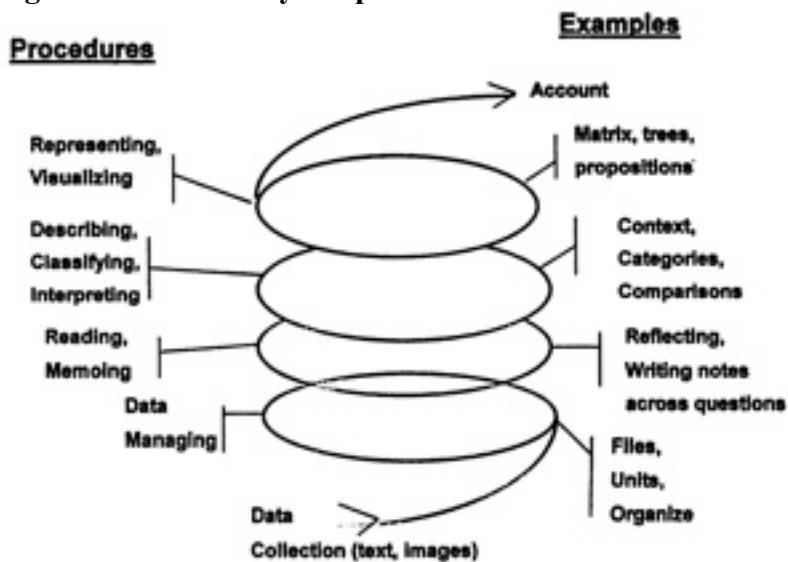 Examples
Procedures
Account
Representing,
Visualizing
Matrix, trees,
propositions
Describing,
Classifying,
Interpreting
Context,
Categories,
Comparisons
Reading,
Memoing
Reflecting,
Writing notes
across questions
Data
Managing
Files,
Units,
Organize
Data
Collection (text, images)